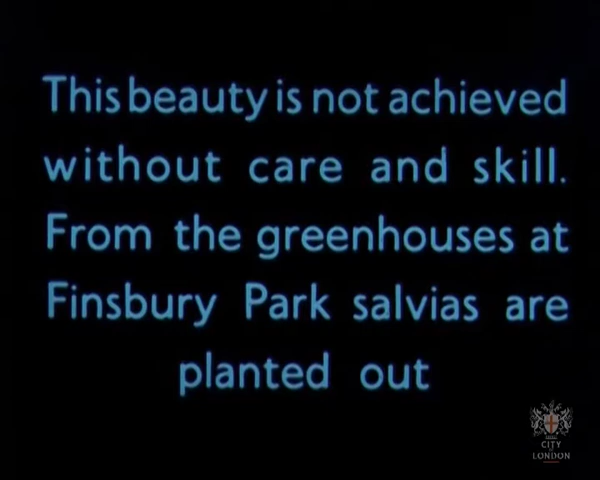 This beauty is not achieved
without care and skill.
From the greenhouses at
Finsbury Park salvias are
planted out
CITY
OF
LONDON